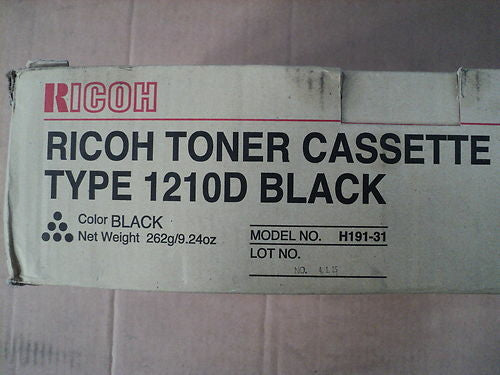 RICOH
RICOH TONER CASSETTE
TYPE 1210D BLACK
Color BLACK
Net Weight 262g/9.24oz
MODEL NO. H191-31
LOT NO.
NO.